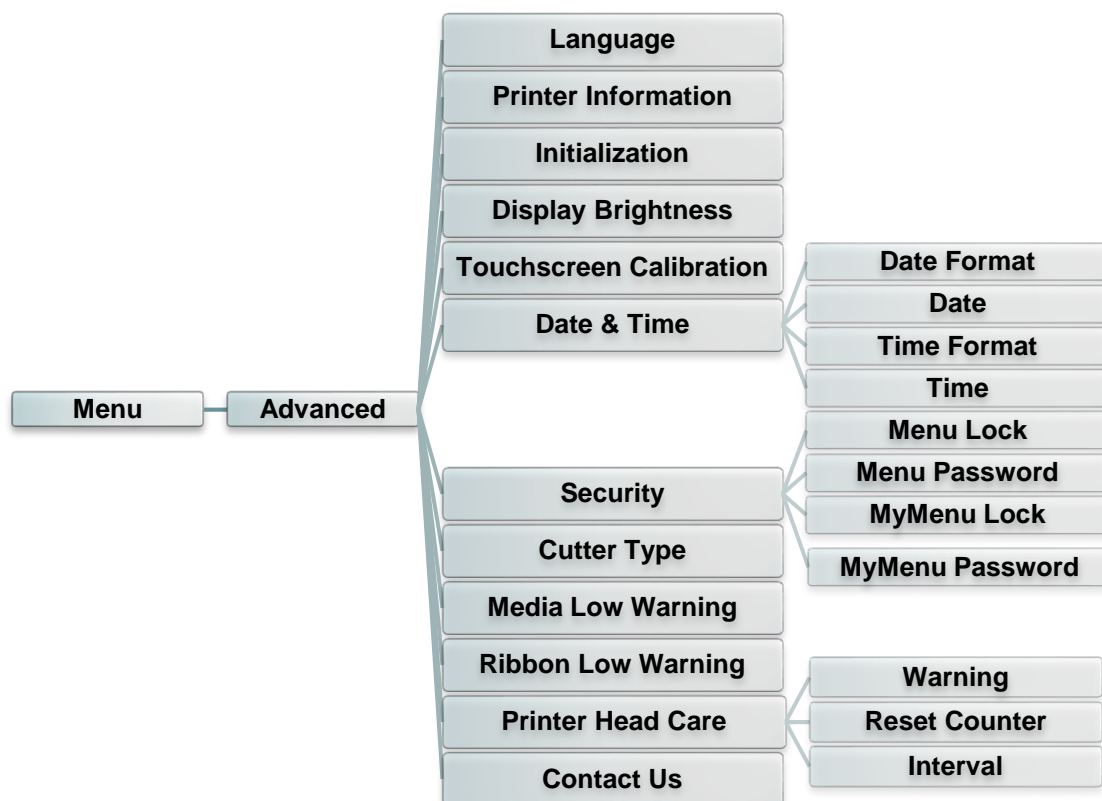 Menu
Advanced
Language
Printer Information
Initialization
Display Brightness
Touchscreen Calibration
Date & Time
Date Format
Date
Time Format
Time
Security
Menu Lock
Menu Password
MyMenu Lock
MyMenu Password
Cutter Type
Media Low Warning
Ribbon Low Warning
Printer Head Care
Warning
Reset Counter
Interval
Contact Us